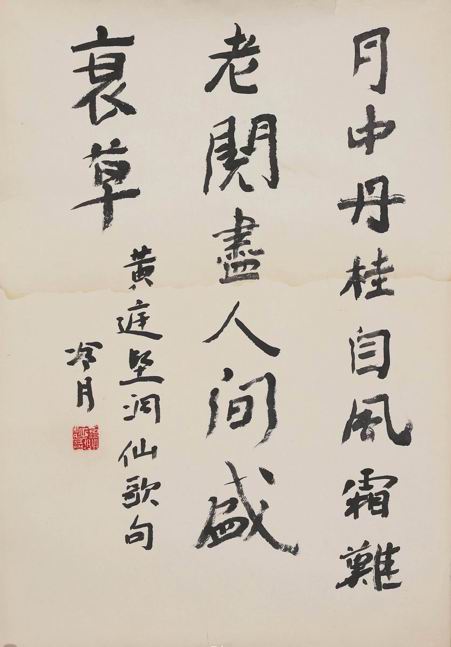 月中丹桂自風霜難
老閱盡人間盛
衰草
黃庭堅洞仙歌句
冷月